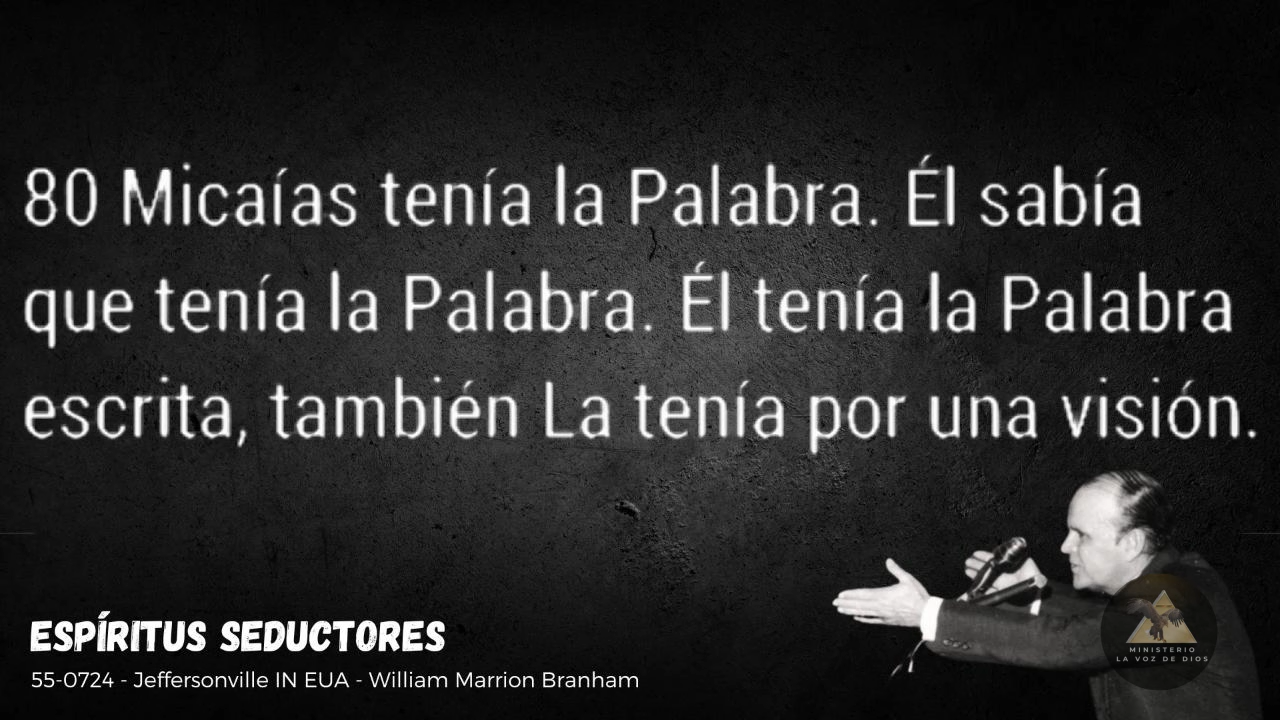 80 Micaías tenía la Palabra. Él sabía
que tenía la Palabra. Él tenía la Palabra
escrita, también La tenía por una visión.
ESPÍRITUS SEDUCTORES
55-0724 - Jeffersonville IN EUA - William Marrion Branham
MINISTERIO
LA VOZ DE DIOS